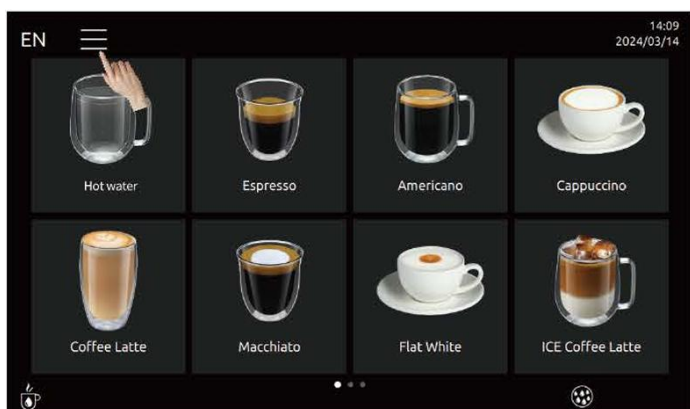 EN
14:09
2024/03/14
Hot water
Espresso
Americano
Cappuccino
Coffee Latte
Macchiato
Flat White
ICE Coffee Latte